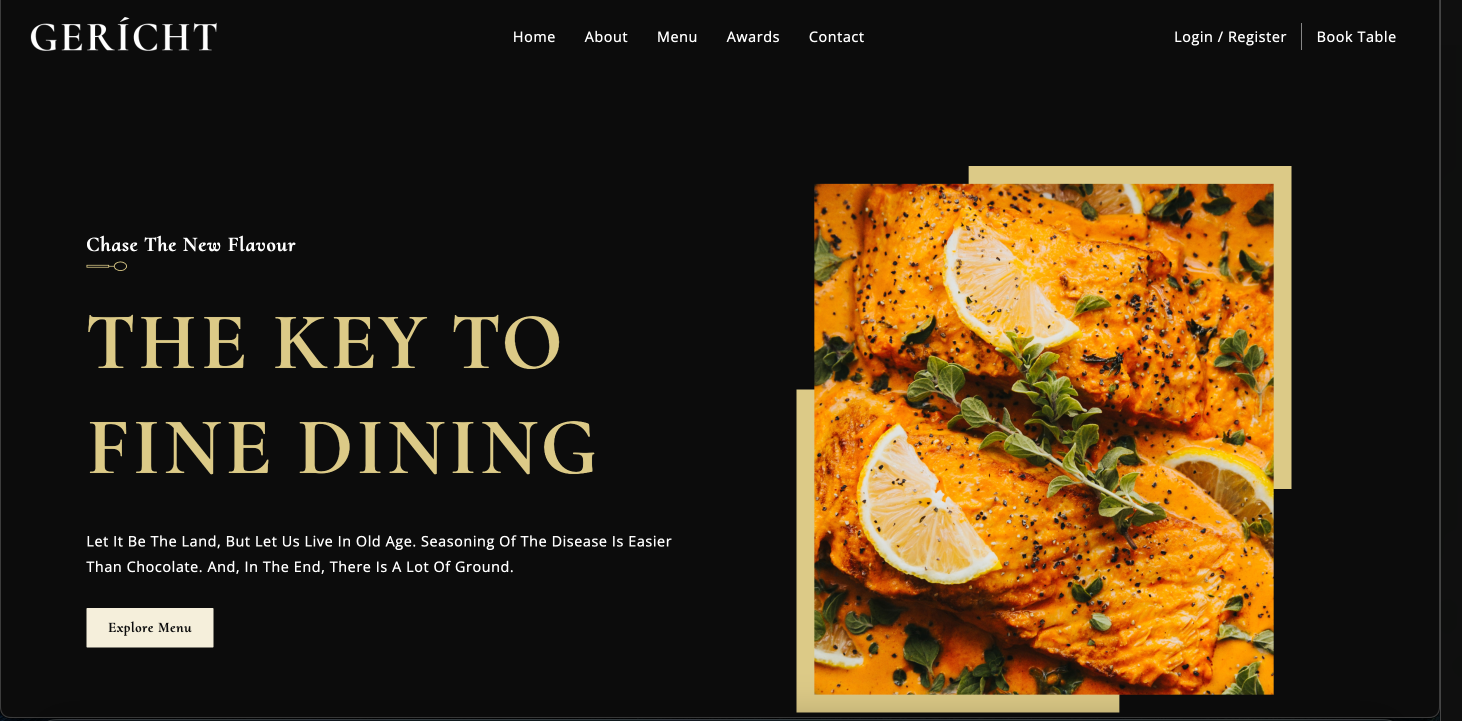 GERÍCHT
Home About Menu Awards Contact
Login / Register Book Table
Chase The New Flavour
THE KEY TO
FINE DINING
Let It Be The Land, But Let Us Live In Old Age. Seasoning Of The Disease Is Easier
Than Chocolate. And, In The End, There Is A Lot Of Ground.
Explore Menu